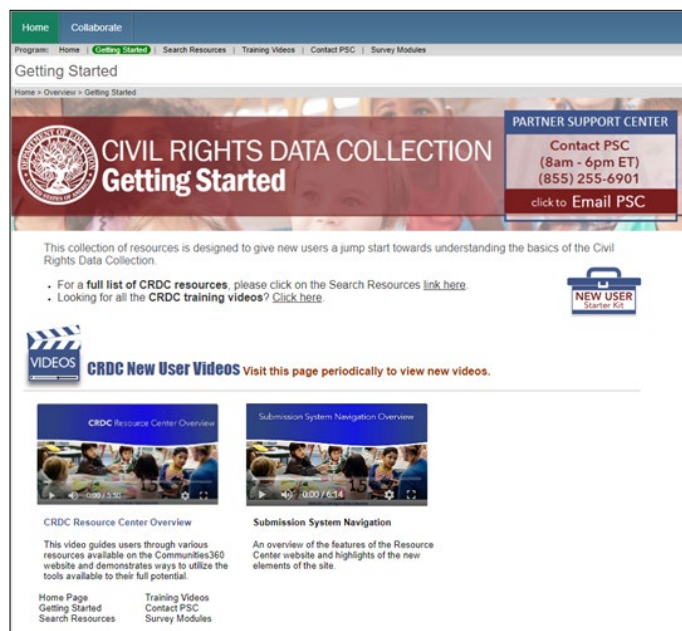 Home Collaborate
Program: Home | Getting Started | Search Resources | Training Videos | Contact PSC | Survey Modules
Getting Started
Home > Overview > Getting Started
DEPARTMENT OF EDUCATION
UNITED STATES OF AMERICA
CIVIL RIGHTS DATA COLLECTION
Getting Started
PARTNER SUPPORT CENTER
Contact PSC
(8am - 6pm ET)
(855) 255-6901
click to Email PSC
This collection of resources is designed to give new users a jump start towards understanding the basics of the Civil
Rights Data Collection.
• For a full list of CRDC resources, please click on the Search Resources link here.
• Looking for all the CRDC training videos? Click here.
NEW USER
Starter Kit
VIDEOS
CRDC New User Videos Visit this page periodically to view new videos.
CRDC Resource Center Overview
0:00 / 5:50
Submission System Navigation Overview
0:00 / 6:14
CRDC Resource Center Overview
This video guides users through various
resources available on the Communities360
website and demonstrates ways to utilize the
tools available to their full potential.
Submission System Navigation
An overview of the features of the Resource
Center website and highlights of the new
elements of the site.
Home Page Training Videos
Getting Started Contact PSC
Search Resources Survey Modules